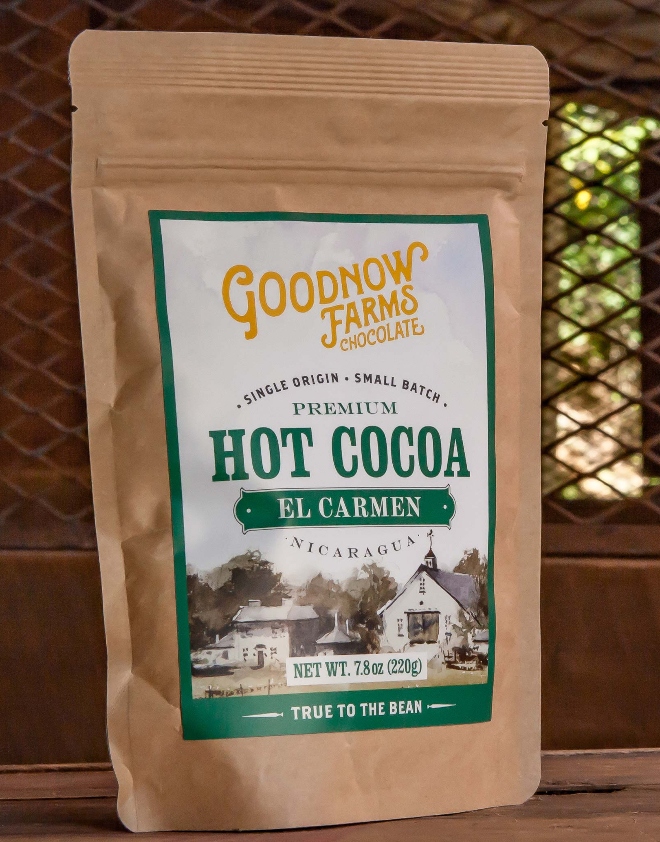 GOODNOW
FARMS
CHOCOLATE
• SINGLE ORIGIN • SMALL BATCH •
PREMIUM
HOT COCOA
• EL CARMEN •
• NICARAGUA •
NET WT. 7.8oz (220g)
TRUE TO THE BEAN